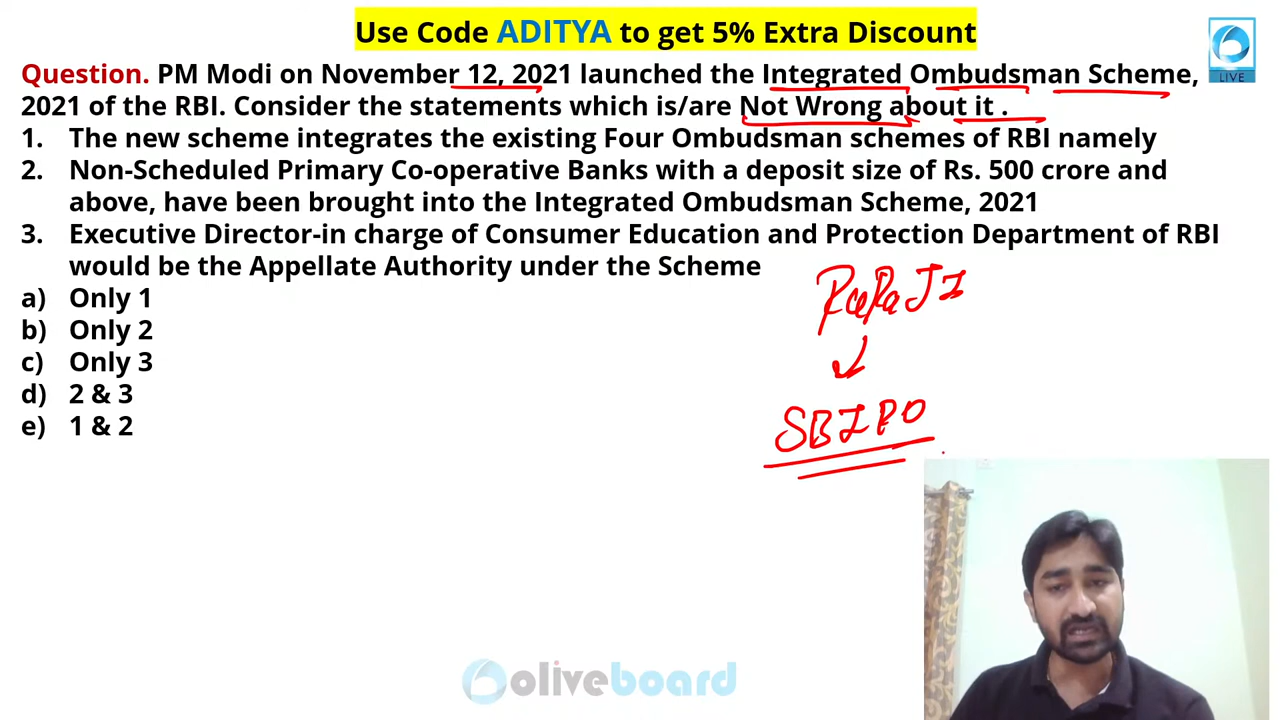 Use Code ADITYA to get 5% Extra Discount
LIVE
Question. PM Modi on November 12, 2021 launched the Integrated Ombudsman Scheme,
2021 of the RBI. Consider the statements which is/are Not Wrong about it .
1. The new scheme integrates the existing Four Ombudsman schemes of RBI namely
2. Non-Scheduled Primary Co-operative Banks with a deposit size of Rs. 500 crore and
above, have been brought into the Integrated Ombudsman Scheme, 2021
3. Executive Director-in charge of Consumer Education and Protection Department of RBI
would be the Appellate Authority under the Scheme
a) Only 1
b) Only 2
c) Only 3
d) 2 & 3
e) 1 & 2
SBI PO
oliveboard